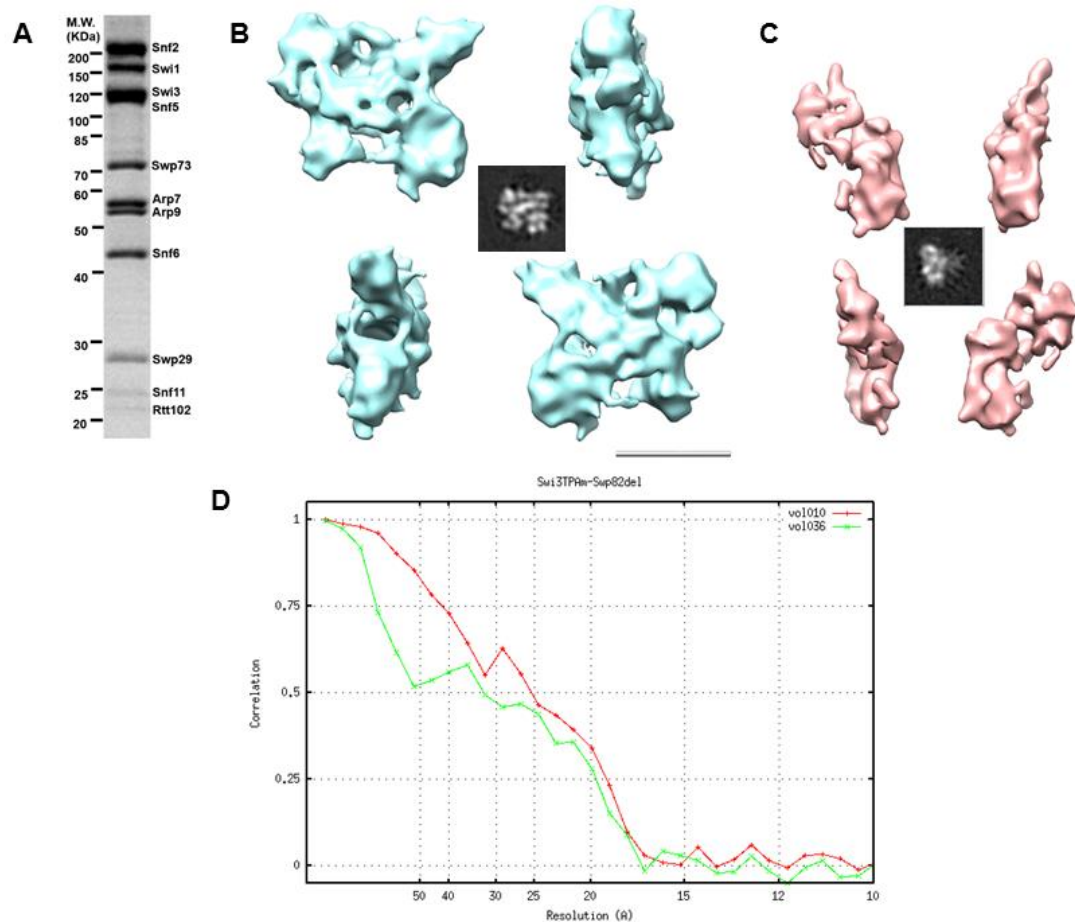 A
M.W.
(KDa)
200
150
120
100
85
70
60
50
40
30
25
20
Snf2
Swi1
Swi3
Snf5
Swp73
Arp7
Arp9
Snf6
Swp29
Snf11
Rtt102
B
C
D
Swi3TPAm-Swp82del
vol010
vol036
Correlation
1
0.75
0.5
0.25
0
50 40 30 25 20 15 12 10
Resolution (A)